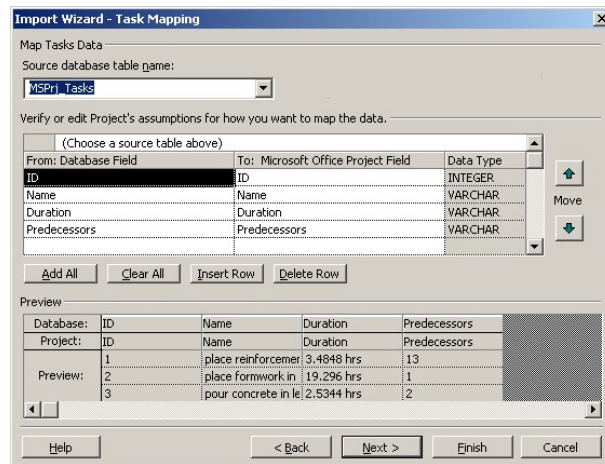 Import Wizard - Task Mapping
Map Tasks Data
Source database table name:
MSPrj_Tasks
Verify or edit Project's assumptions for how you want to map the data.
(Choose a source table above)
From: Database Field To: Microsoft Office Project Field Data Type
ID ID INTEGER
Name Name VARCHAR
Duration Duration VARCHAR
Predecessors Predecessors VARCHAR
Move
Add All Clear All Insert Row Delete Row
Preview
Database: ID Name Duration Predecessors
Project: ID Name Duration Predecessors
Preview:
1 place reinforcemer 3.4848 hrs 13
2 place formwork in 19.296 hrs 1
3 pour concrete in le 2.5344 hrs 2
Help < Back Next > Finish Cancel